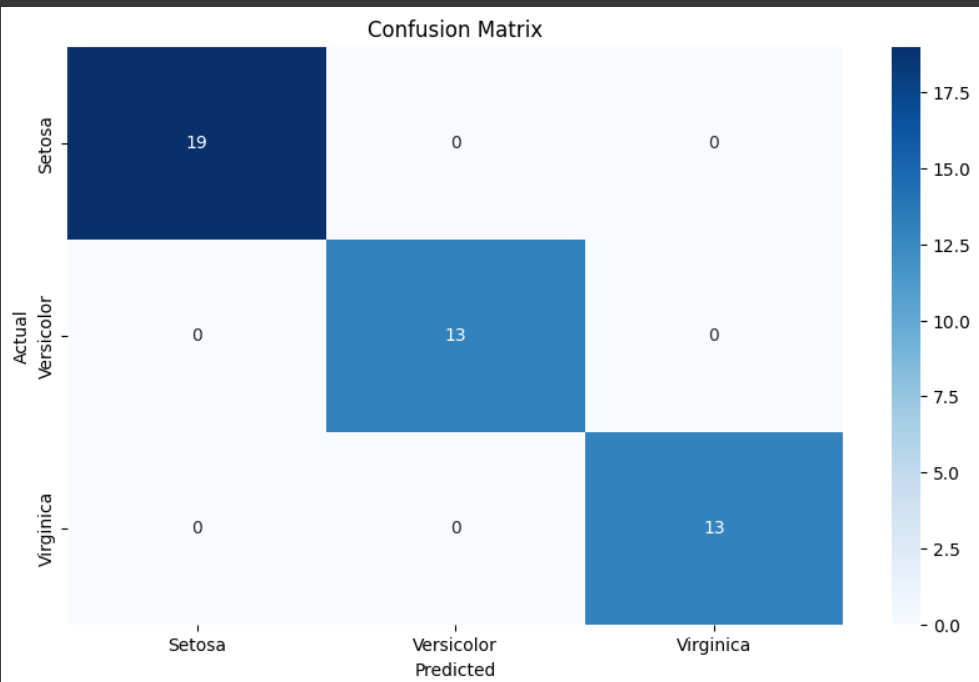 Confusion Matrix
Setosa
19
0
0
Actual
Versicolor
0
13
0
Virginica
0
0
13
Setosa
Versicolor
Virginica
Predicted
17.5
15.0
12.5
10.0
7.5
5.0
2.5
0.0